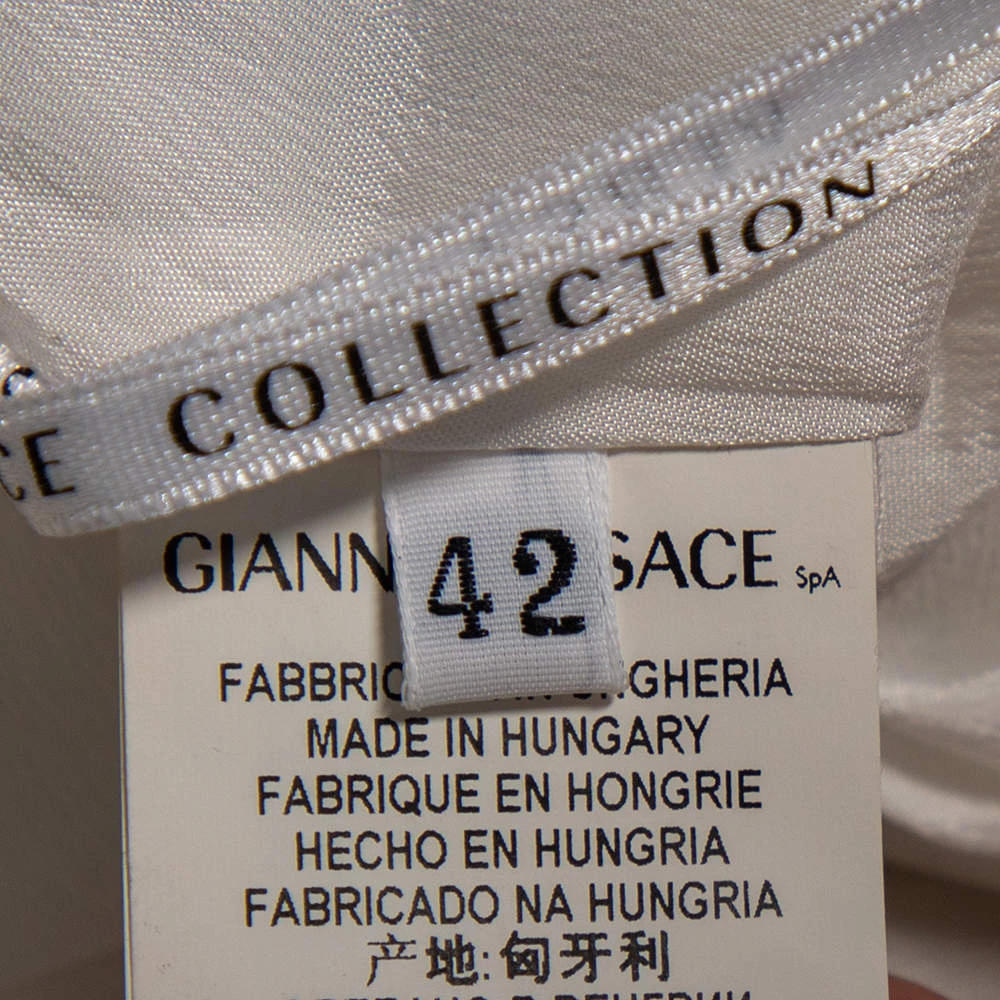 CE COLLECTION
42
GIANN SACE SpA
FABBRIC GHERIA
MADE IN HUNGARY
FABRIQUE EN HONGRIE
HECHO EN HUNGRIA
FABRICADO NA HUNGRIA
产地:匈牙利